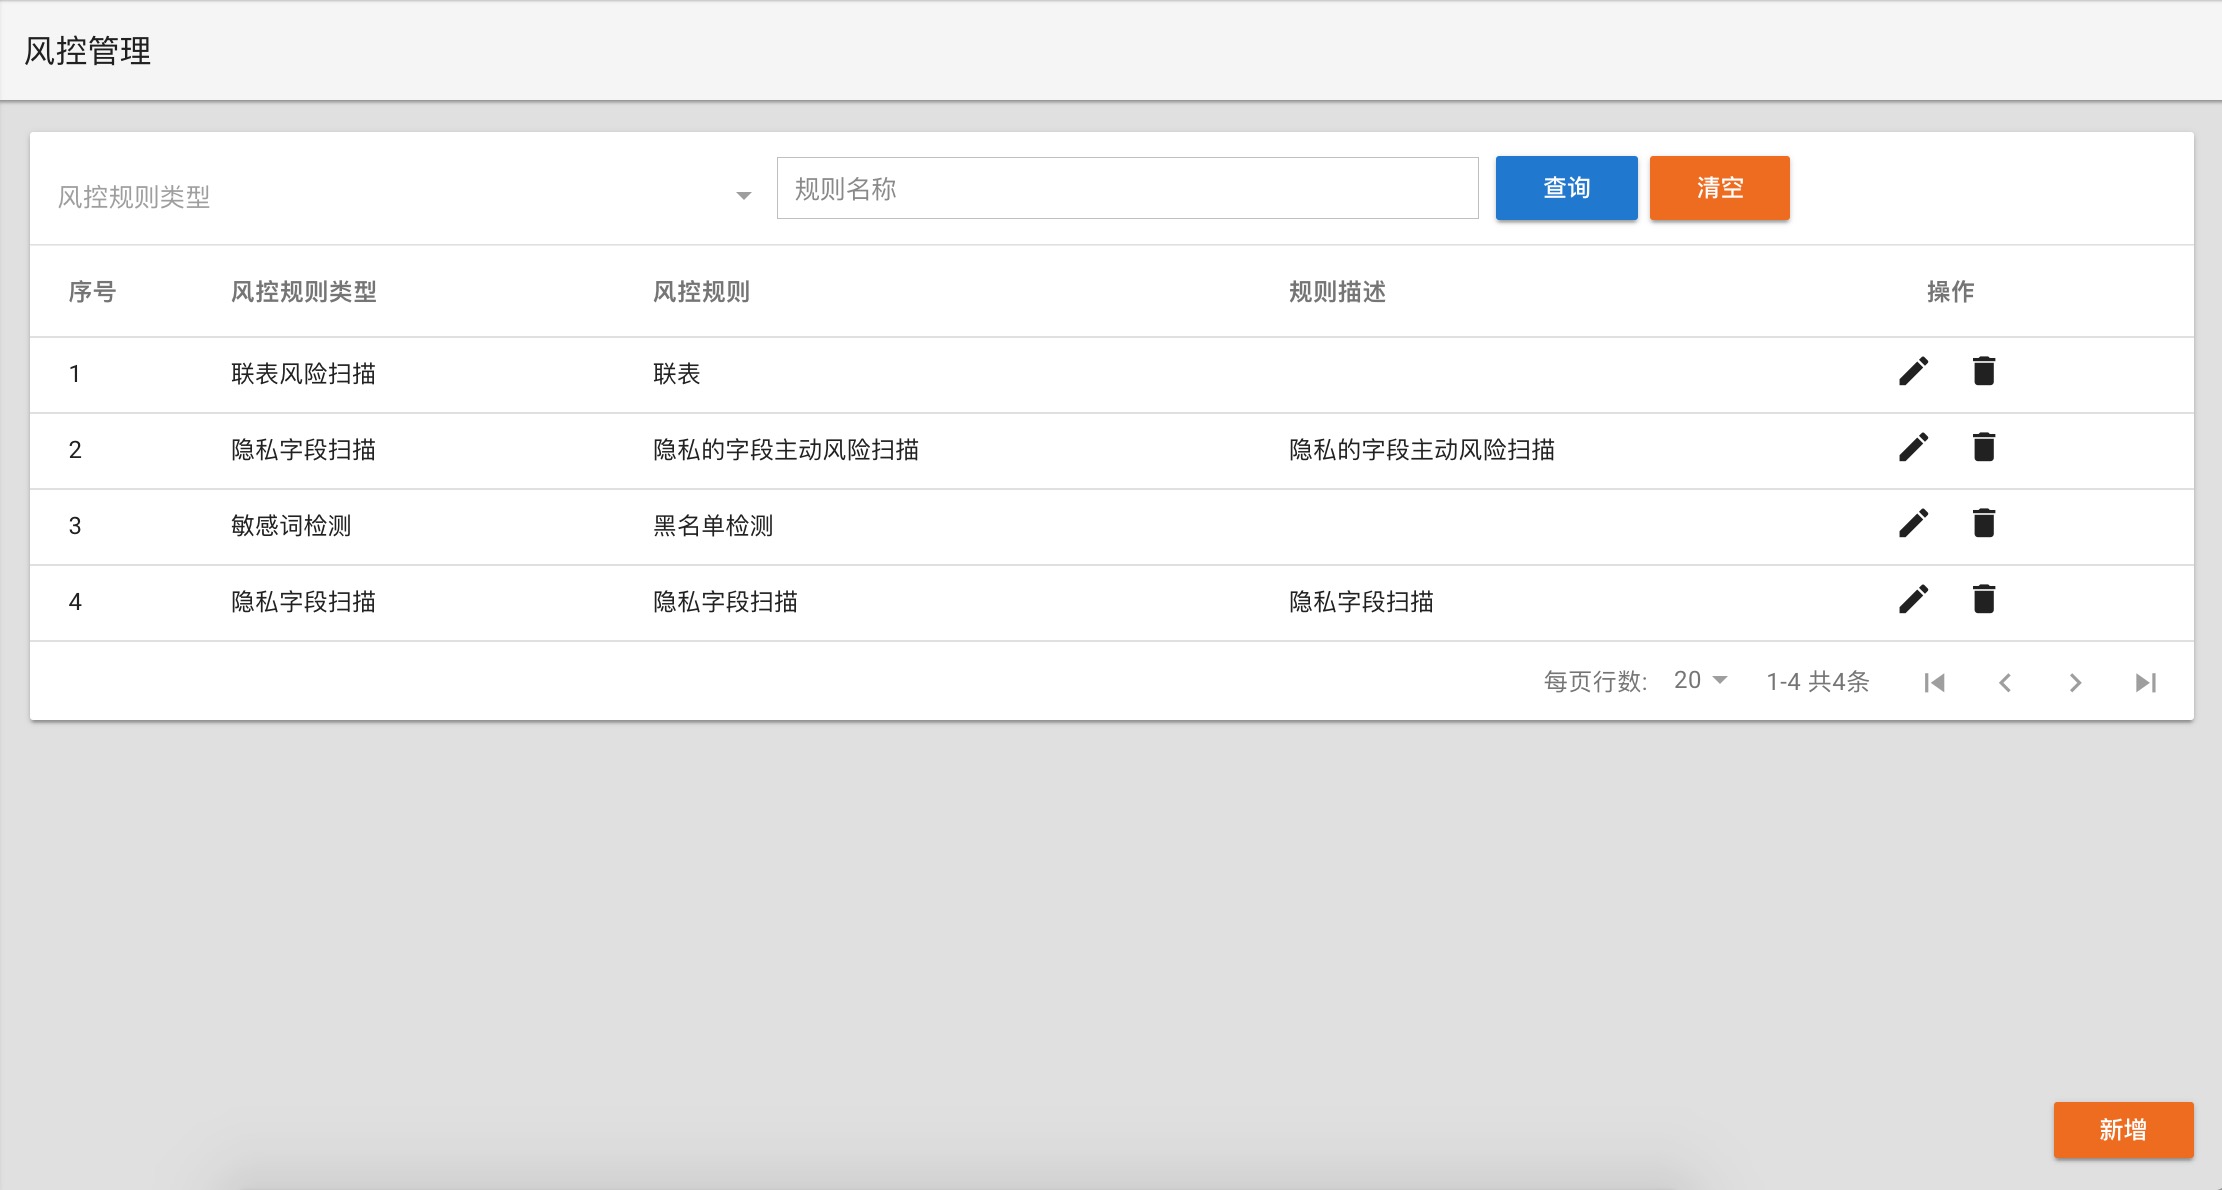 风控管理
风控规则类型 规则名称 查询 清空
序号 风控规则类型 风控规则 规则描述 操作
1 联表风险扫描 联表
2 隐私字段扫描 隐私的字段主动风险扫描 隐私的字段主动风险扫描
3 敏感词检测 黑名单检测
4 隐私字段扫描 隐私字段扫描 隐私字段扫描
每页行数: 20 1-4 共4条
新增